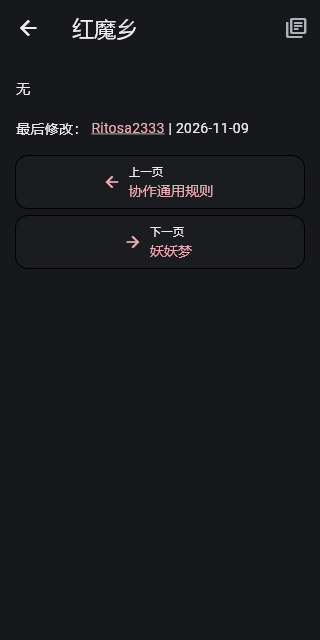 红魔乡
无
最后修改： Ritosa2333 | 2026-11-09
上一页
协作通用规则
下一页
妖妖梦